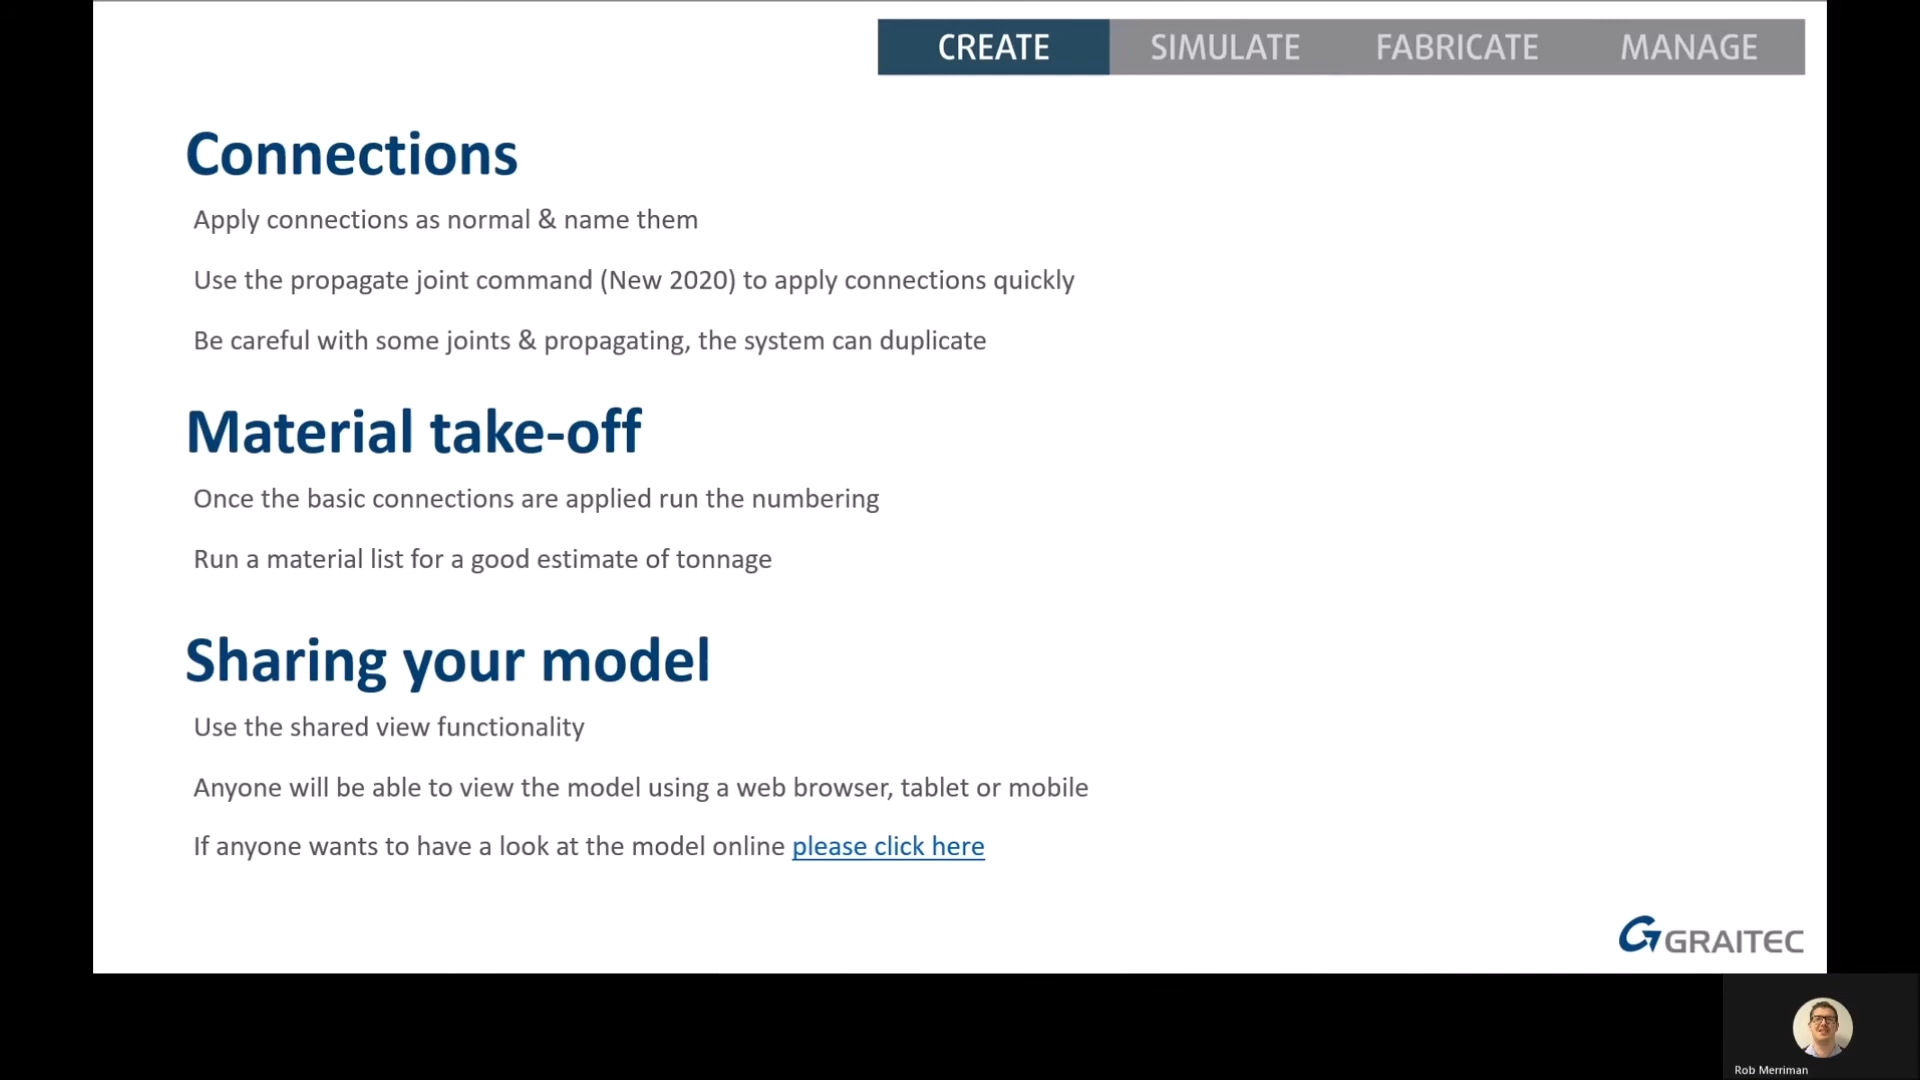 CREATE SIMULATE FABRICATE MANAGE
Connections
Apply connections as normal & name them
Use the propagate joint command (New 2020) to apply connections quickly
Be careful with some joints & propagating, the system can duplicate
Material take-off
Once the basic connections are applied run the numbering
Run a material list for a good estimate of tonnage
Sharing your model
Use the shared view functionality
Anyone will be able to view the model using a web browser, tablet or mobile
If anyone wants to have a look at the model online please click here
GRAITEC
Rob Merriman